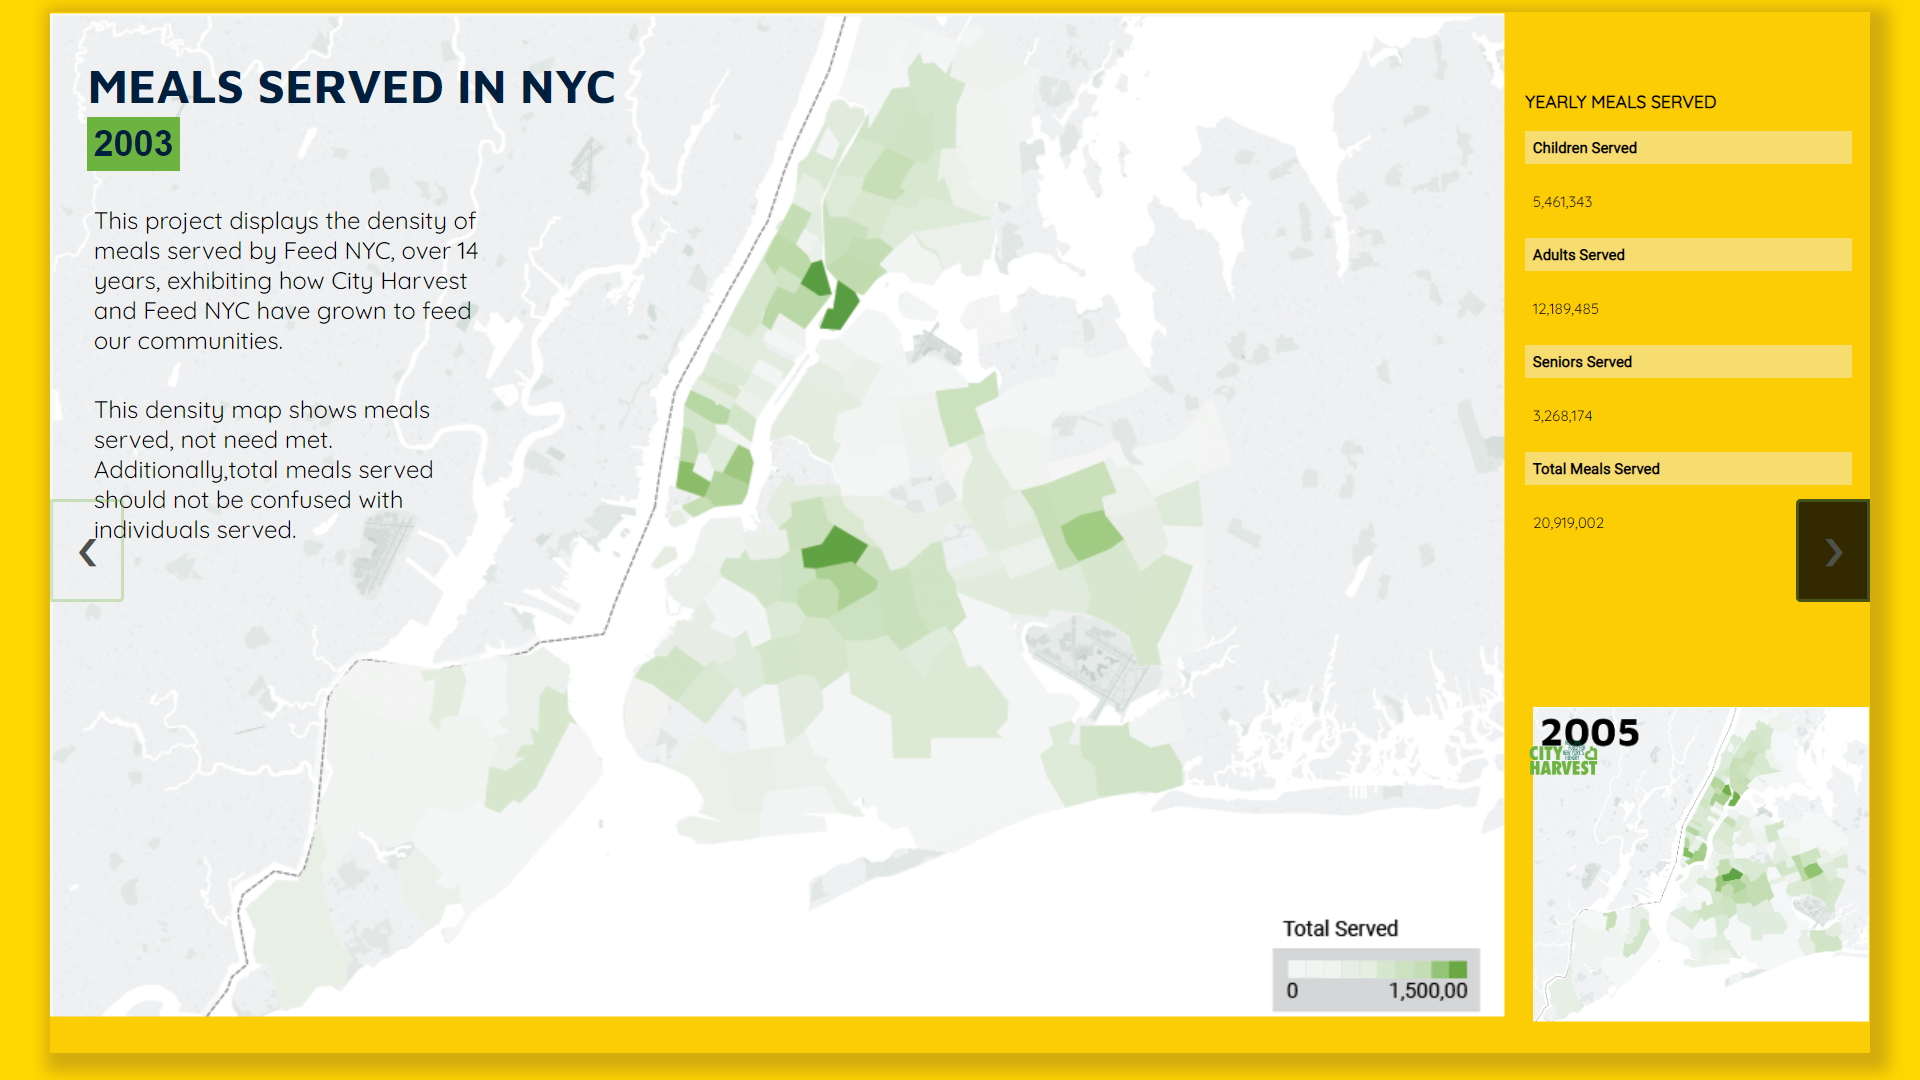 MEALS SERVED IN NYC
2003
This project displays the density of
meals served by Feed NYC, over 14
years, exhibiting how City Harvest
and Feed NYC have grown to feed
our communities.
This density map shows meals
served, not need met.
Additionally,total meals served
should not be confused with
individuals served.
Total Served
0 1,500,00
YEARLY MEALS SERVED
Children Served
5,461,343
Adults Served
12,189,485
Seniors Served
3,268,174
Total Meals Served
20,919,002
2005
CITY
HARVEST